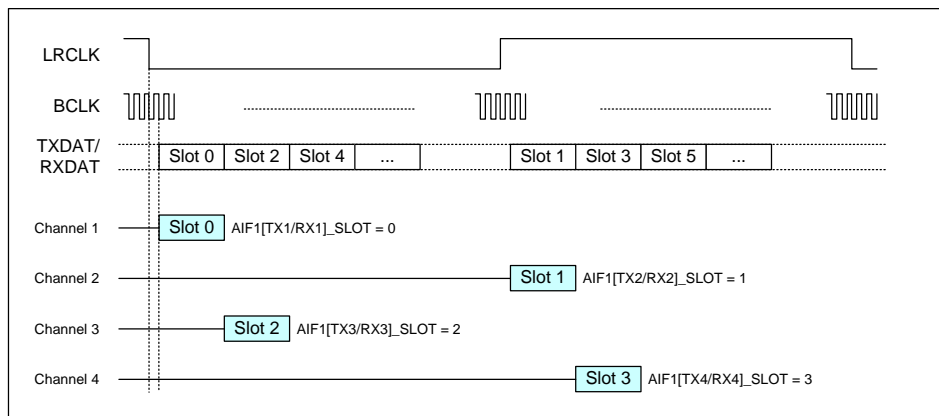 LRCLK
BCLK
TXDAT/
RXDAT
Slot 0 Slot 2 Slot 4 ... Slot 1 Slot 3 Slot 5 ...
Channel 1 Slot 0 AIF1[TX1/RX1]_SLOT = 0
Channel 2 Slot 1 AIF1[TX2/RX2]_SLOT = 1
Channel 3 Slot 2 AIF1[TX3/RX3]_SLOT = 2
Channel 4 Slot 3 AIF1[TX4/RX4]_SLOT = 3